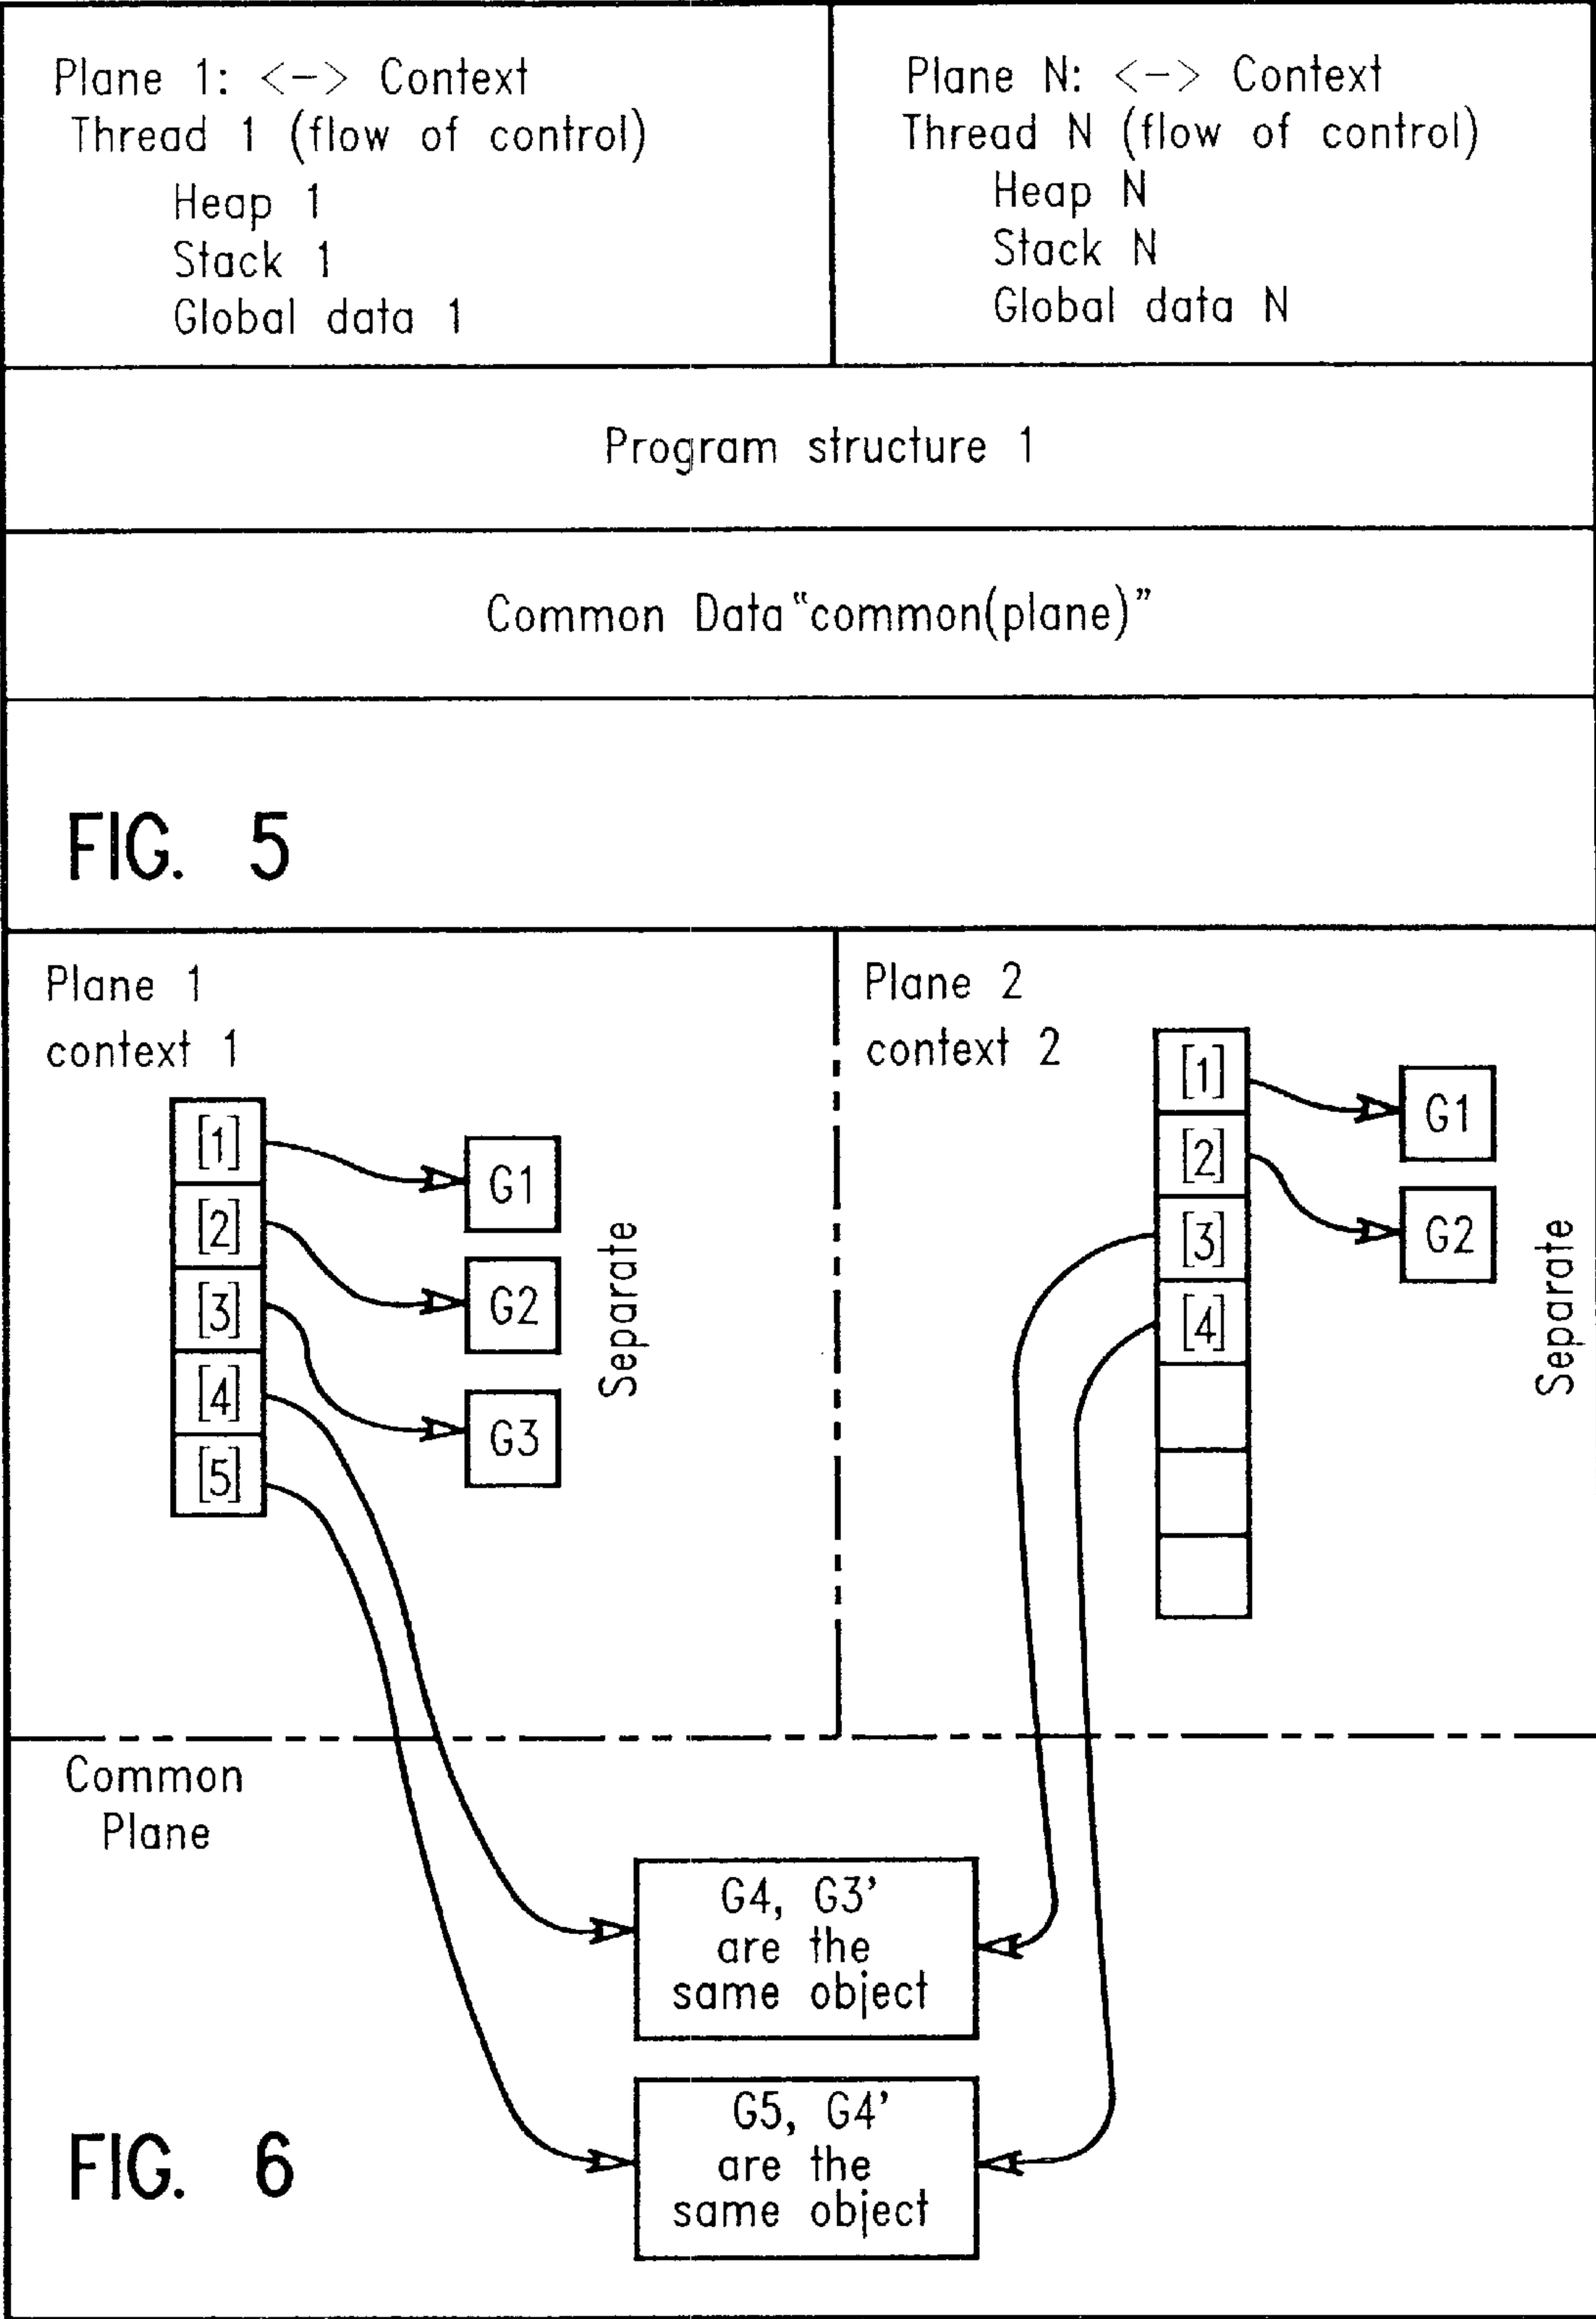 Plane 1: <-> Context
Thread 1 (flow of control)
Heap 1
Stack 1
Global data 1
Plane N: <-> Context
Thread N (flow of control)
Heap N
Stack N
Global data N
Program structure 1
Common Data "common(plane)"
FIG. 5
Plane 1
context 1
[1]
[2]
[3]
[4]
[5]
G1
G2
G3
Separate
Plane 2
context 2
[1]
[2]
[3]
[4]
G1
G2
Separate
Common
Plane
G4, G3'
are the
same object
G5, G4'
are the
same object
FIG. 6